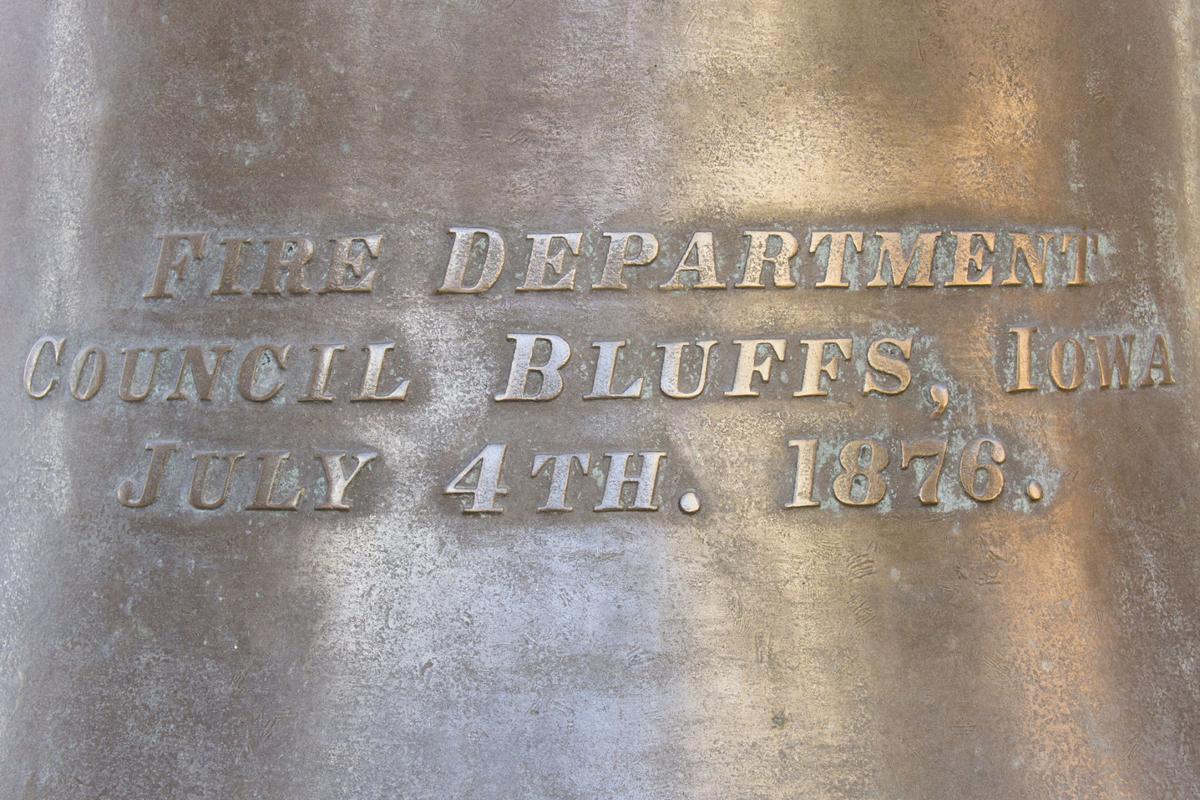 FIRE DEPARTMENT
COUNCIL BLUFFS, IOWA
JULY 4TH. 1876.